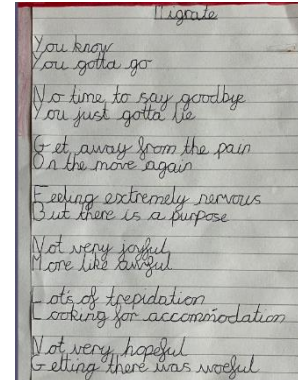 Migrate
You know
You gotta go
No time to say goodbye
You just gotta lie
Get away from the pain
On the move again
Feeling extremely nervous
But there is a purpose
Not very joyful
More like awful
Lots of trepidation
Looking for accommodation
Not very hopeful
Getting there was woeful